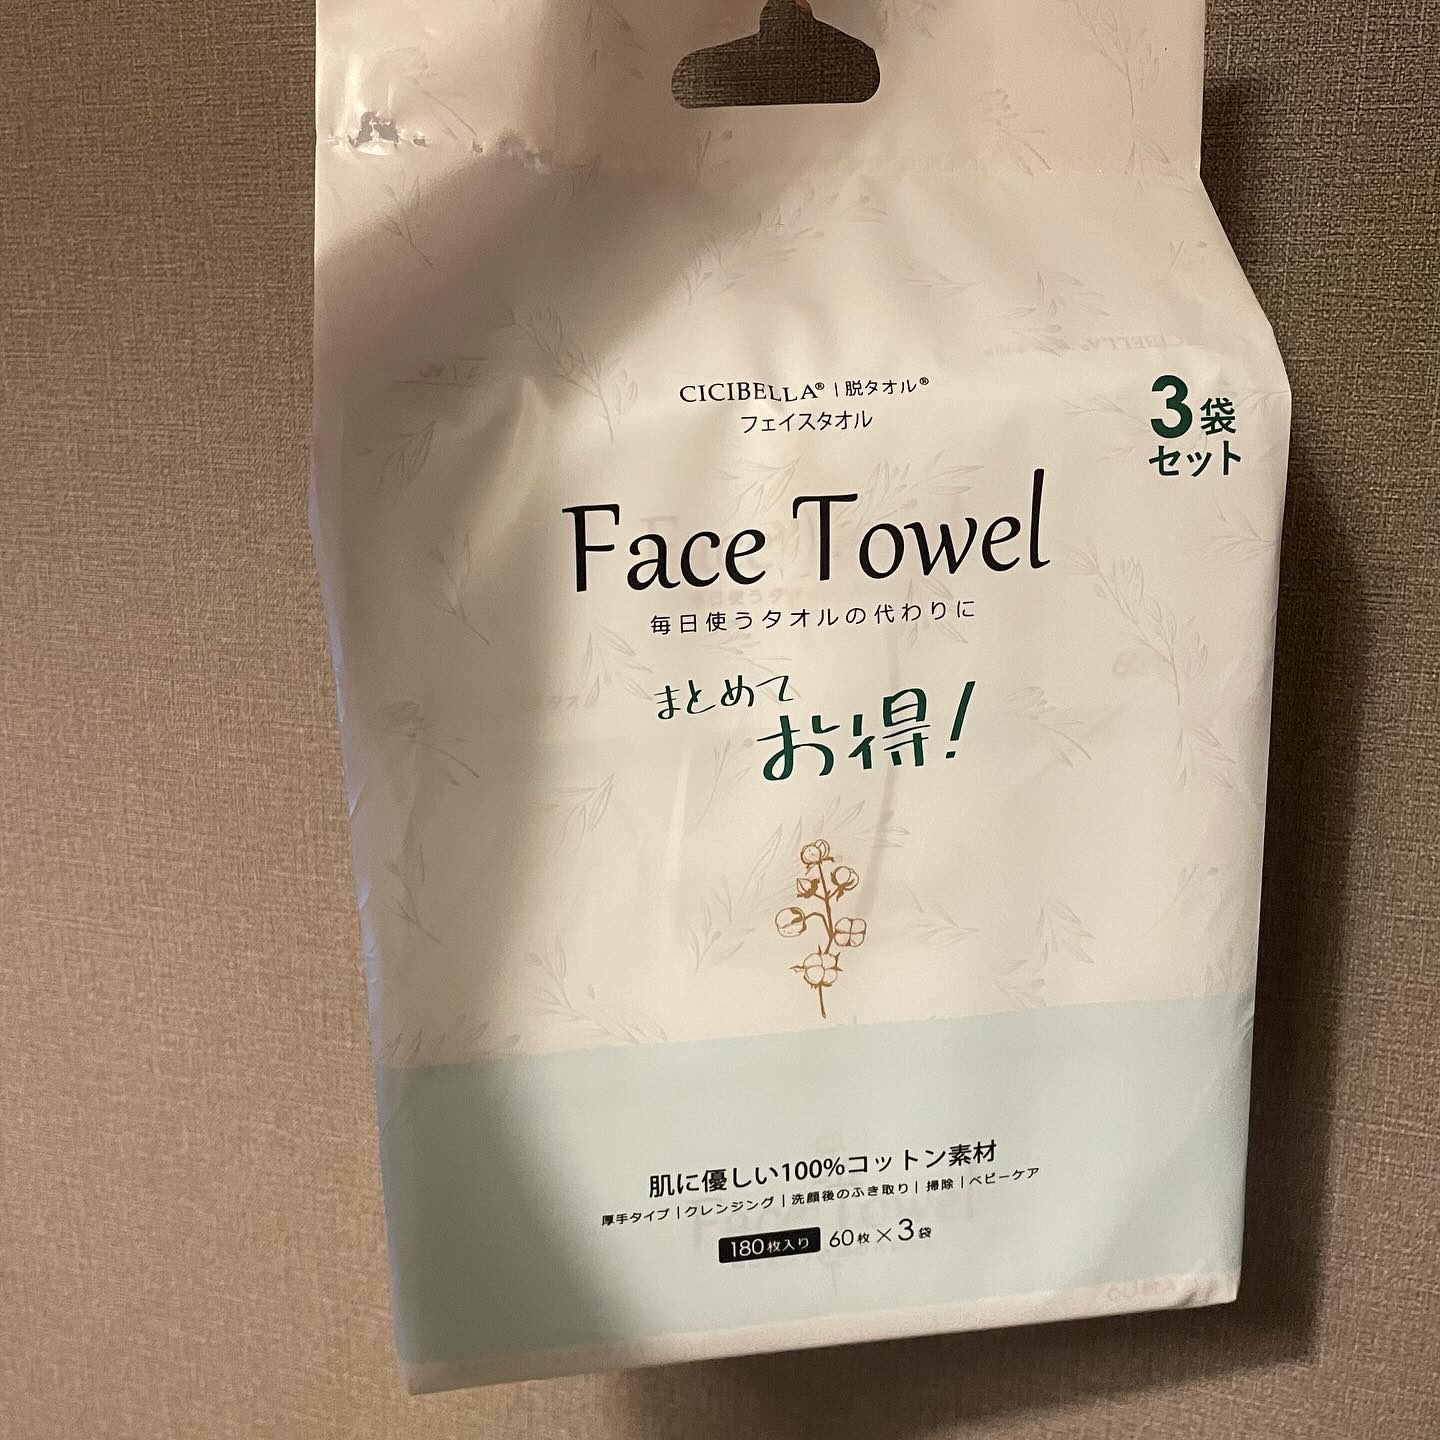 CICIBELLA® | 脱タオル®
フェイスタオル
3袋
セット
Face Towel
毎日使うタオルの代わりに
まとめて
お得!
肌に優しい100%コットン素材
厚手タイプ | クレンジング | 洗顔後のふき取り | 掃除 | ベビーケア
180枚入り 60枚×3袋